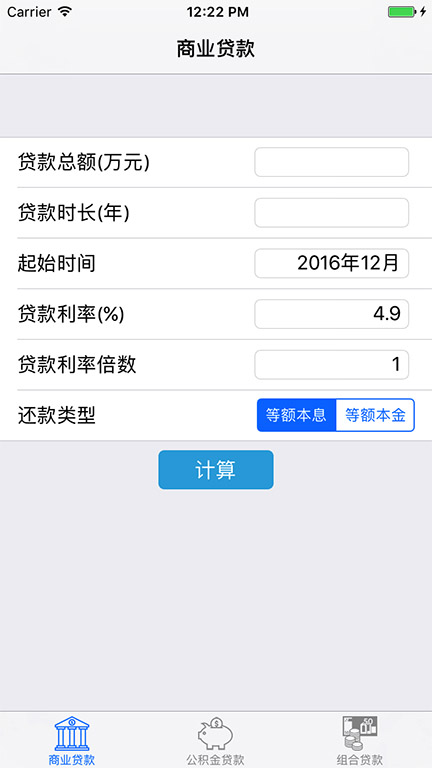 Carrier 12:22 PM
商业贷款
贷款总额(万元)
贷款时长(年)
起始时间 2016年12月
贷款利率(%) 4.9
贷款利率倍数 1
还款类型 等额本息 等额本金
计算
商业贷款 公积金贷款 组合贷款